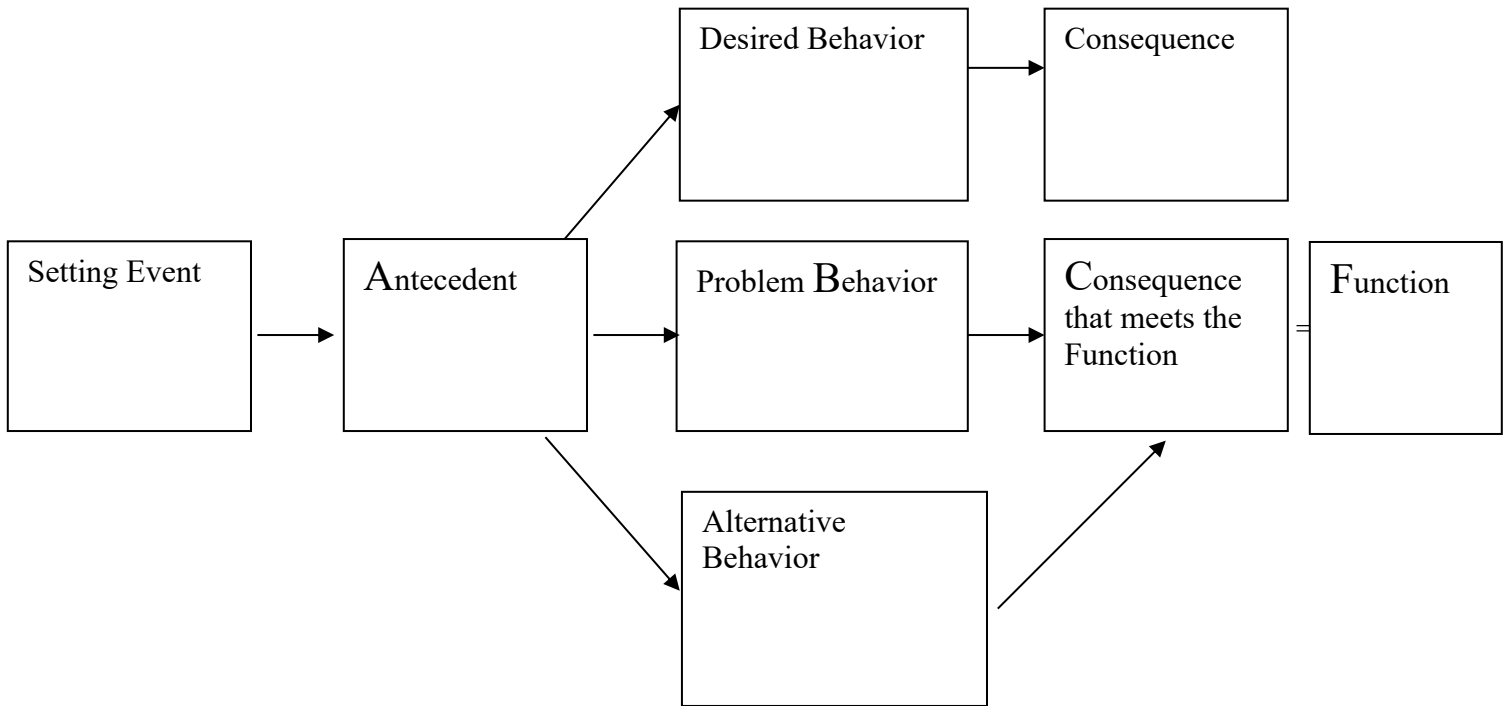 Desired Behavior
Consequence
Setting Event
Antecedent
Problem Behavior
Consequence
that meets the
Function
=
Function
Alternative
Behavior